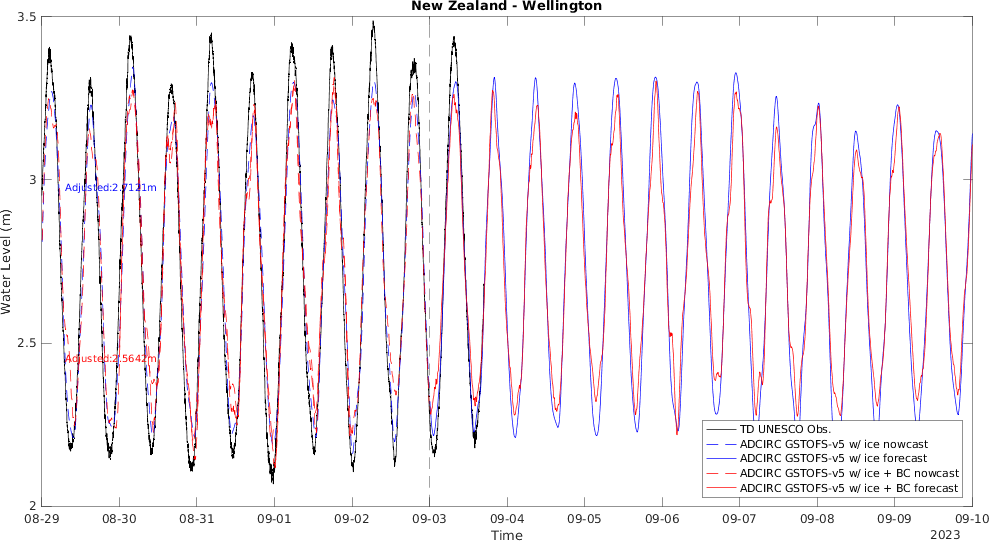 New Zealand - Wellington
3.5
3
2.5
2
Water Level (m)
Adjusted:2.7121m
Adjusted:2.5642m
TD UNESCO Obs.
ADCIRC GSTOFS-v5 w/ ice nowcast
ADCIRC GSTOFS-v5 w/ ice forecast
ADCIRC GSTOFS-v5 w/ ice + BC nowcast
ADCIRC GSTOFS-v5 w/ ice + BC forecast
08-29 08-30 08-31 09-01 09-02 09-03 09-04 09-05 09-06 09-07 09-08 09-09 09-10
Time
2023